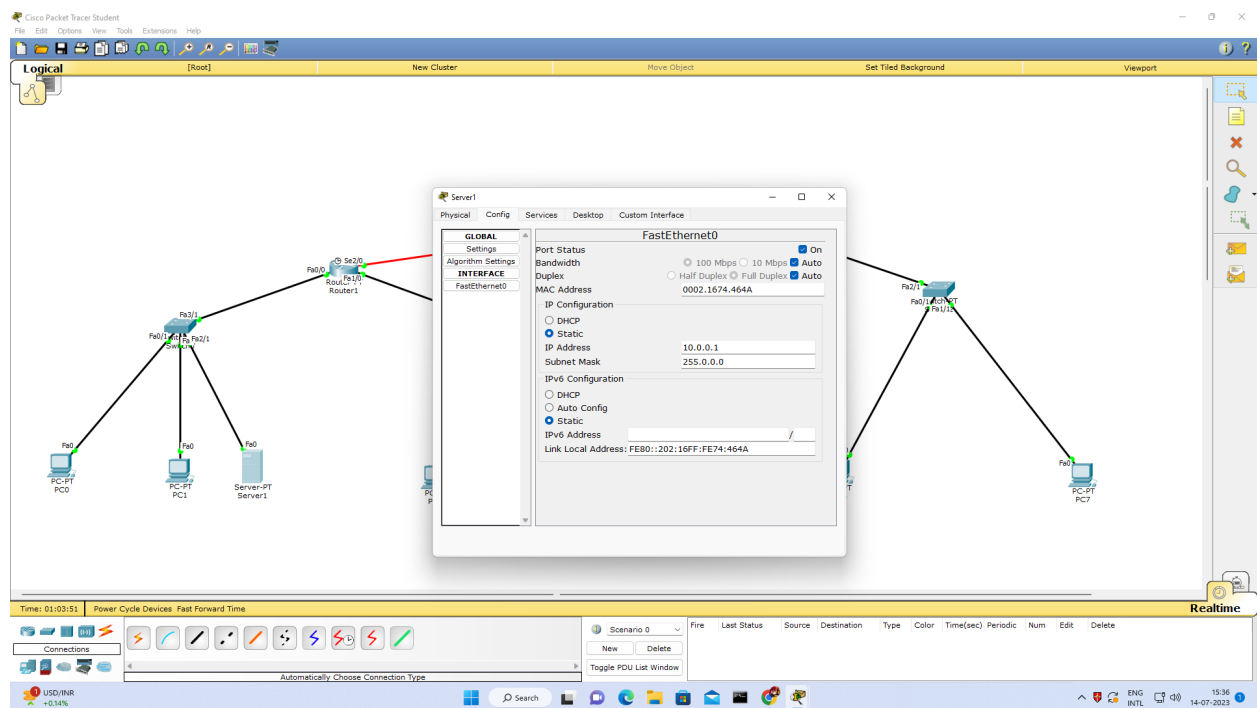 Cisco Packet Tracer Student
File Edit Options View Tools Extensions Help
Logical [Root] New Cluster Move Object Set Tiled Background Viewport
Server1
Physical Config Services Desktop Custom Interface
GLOBAL
Settings
Algorithm Settings
INTERFACE
FastEthernet0
FastEthernet0
Port Status On
Bandwidth 100 Mbps 10 Mbps Auto
Duplex Half Duplex Full Duplex Auto
MAC Address 0002.1674.464A
IP Configuration
DHCP
Static
IP Address 10.0.0.1
Subnet Mask 255.0.0.0
IPv6 Configuration
DHCP
Auto Config
Static
IPv6 Address /
Link Local Address: FE80::202:16FF:FE74:464A
Se2/0
Fa0/0
Fa1/0
Router1
Fa3/1
Fa0/1 Fa Fa2/1
Fa2/1
Fa0/1
Fa1/1
Fa0 Fa0 Fa0
PC-PT
PC0
PC-PT
PC1
Server-PT
Server1
Fa0
PC-PT
PC7
Time: 01:03:51 Power Cycle Devices Fast Forward Time Realtime
Connections
Automatically Choose Connection Type
Scenario 0
New Delete
Toggle PDU List Window
Fire Last Status Source Destination Type Color Time(sec) Periodic Num Edit Delete
1 USD/INR
+0.14%
Search
ENG
INTL
15:36
14-07-2023
1